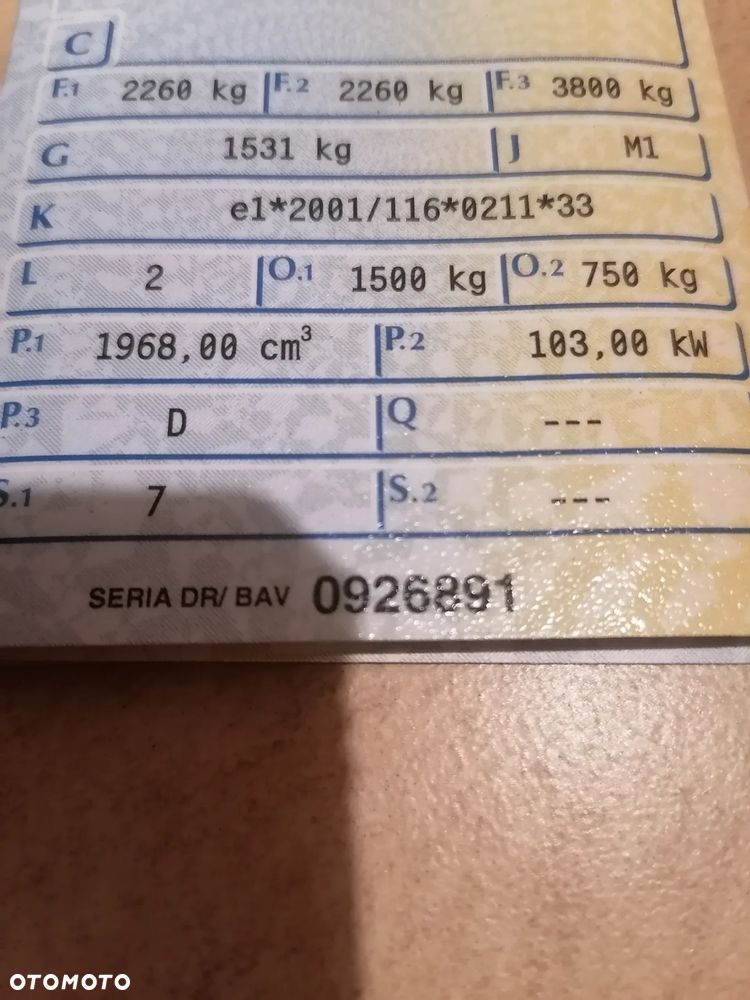 C
F.1 2260 kg F.2 2260 kg F.3 3800 kg
G 1531 kg J M1
K e1*2001/116*0211*33
L 2 O.1 1500 kg O.2 750 kg
P.1 1968,00 cm³ P.2 103,00 kW
P.3 D Q ---
S.1 7 S.2 ---
SERIA DR/ BAV 0926891
OTOMOTO